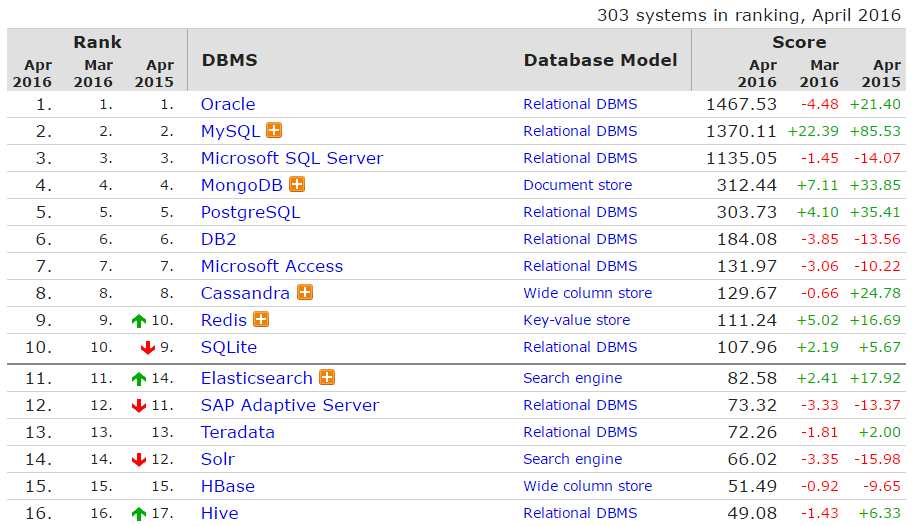 303 systems in ranking, April 2016
Rank DBMS Database Model Score
Apr 2016 Mar 2016 Apr 2015 Apr 2016 Mar 2016 Apr 2015
1. 1. 1. Oracle Relational DBMS 1467.53 -4.48 +21.40
2. 2. 2. MySQL Relational DBMS 1370.11 +22.39 +85.53
3. 3. 3. Microsoft SQL Server Relational DBMS 1135.05 -1.45 -14.07
4. 4. 4. MongoDB Document store 312.44 +7.11 +33.85
5. 5. 5. PostgreSQL Relational DBMS 303.73 +4.10 +35.41
6. 6. 6. DB2 Relational DBMS 184.08 -3.85 -13.56
7. 7. 7. Microsoft Access Relational DBMS 131.97 -3.06 -10.22
8. 8. 8. Cassandra Wide column store 129.67 -0.66 +24.78
9. 9. 10. Redis Key-value store 111.24 +5.02 +16.69
10. 10. 9. SQLite Relational DBMS 107.96 +2.19 +5.67
11. 11. 14. Elasticsearch Search engine 82.58 +2.41 +17.92
12. 12. 11. SAP Adaptive Server Relational DBMS 73.32 -3.33 -13.37
13. 13. 13. Teradata Relational DBMS 72.26 -1.81 +2.00
14. 14. 12. Solr Search engine 66.02 -3.35 -15.98
15. 15. 15. HBase Wide column store 51.49 -0.92 -9.65
16. 16. 17. Hive Relational DBMS 49.08 -1.43 +6.33